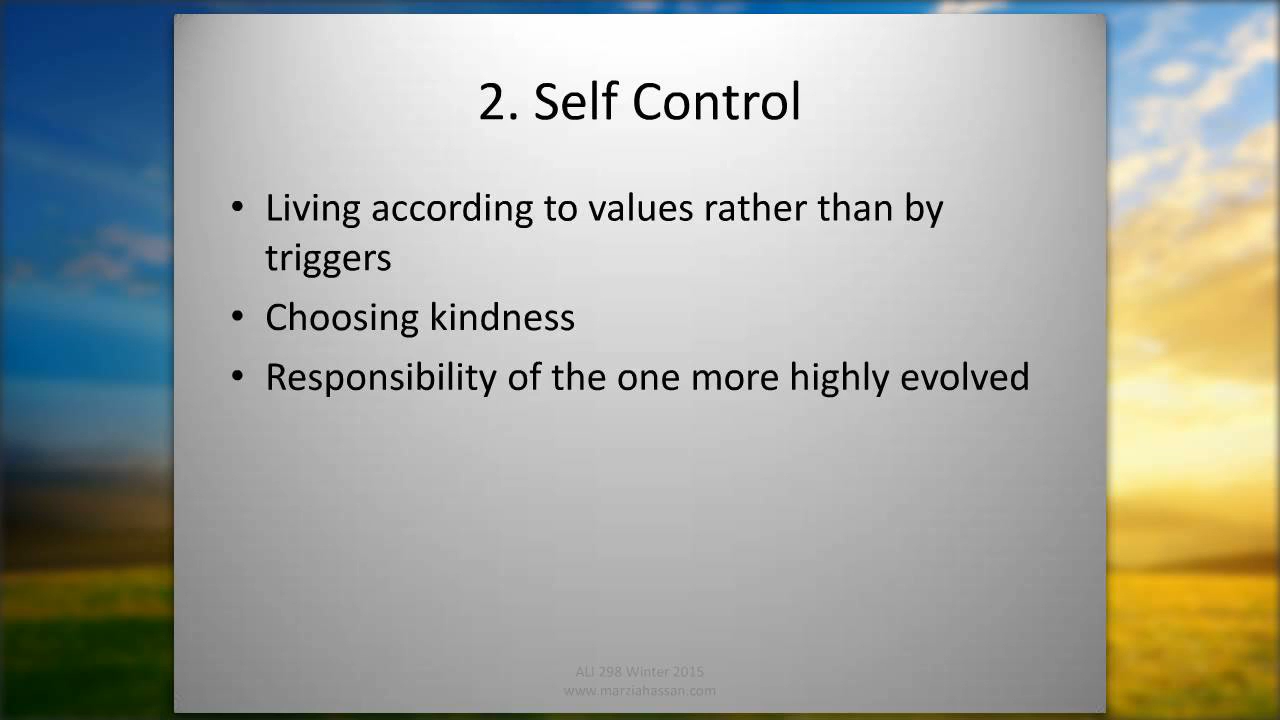 2. Self Control
• Living according to values rather than by
triggers
• Choosing kindness
• Responsibility of the one more highly evolved
ALI 298 Winter 2015
www.marziahassan.com